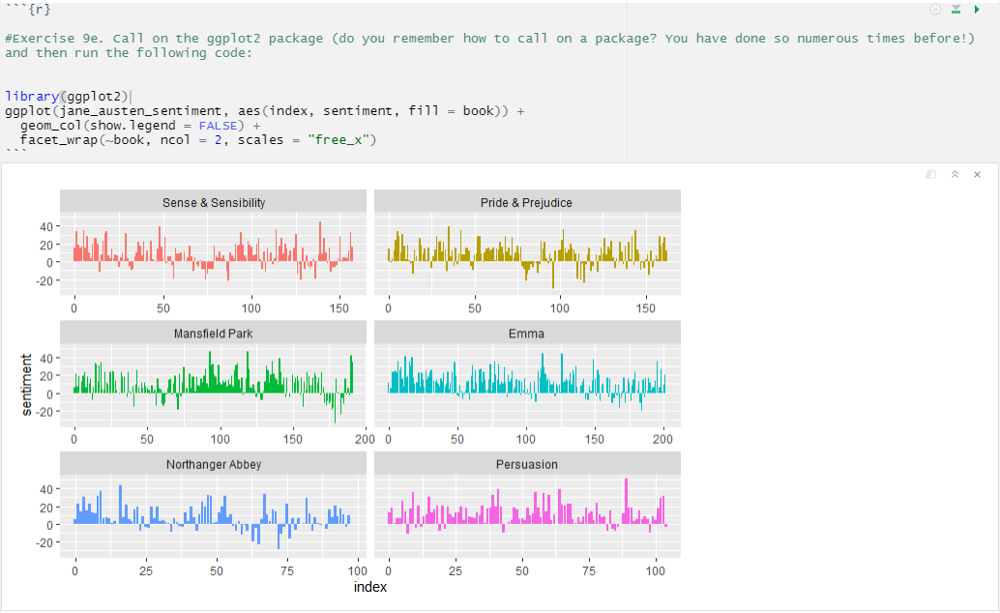 ```{r}
#Exercise 9e. Call on the ggplot2 package (do you remember how to call on a package? You have done so numerous times before!)
and then run the following code:
library(ggplot2)
ggplot(jane_austen_sentiment, aes(index, sentiment, fill = book)) +
  geom_col(show.legend = FALSE) +
  facet_wrap(~book, ncol = 2, scales = "free_x")
```
Sense & Sensibility
Pride & Prejudice
40
20
0
-20
0 50 100 150
0 50 100 150
Mansfield Park
Emma
sentiment
40
20
0
-20
0 50 100 150 200
0 50 100 150 200
Northanger Abbey
Persuasion
40
20
0
-20
0 25 50 75 100
0 25 50 75 100
index